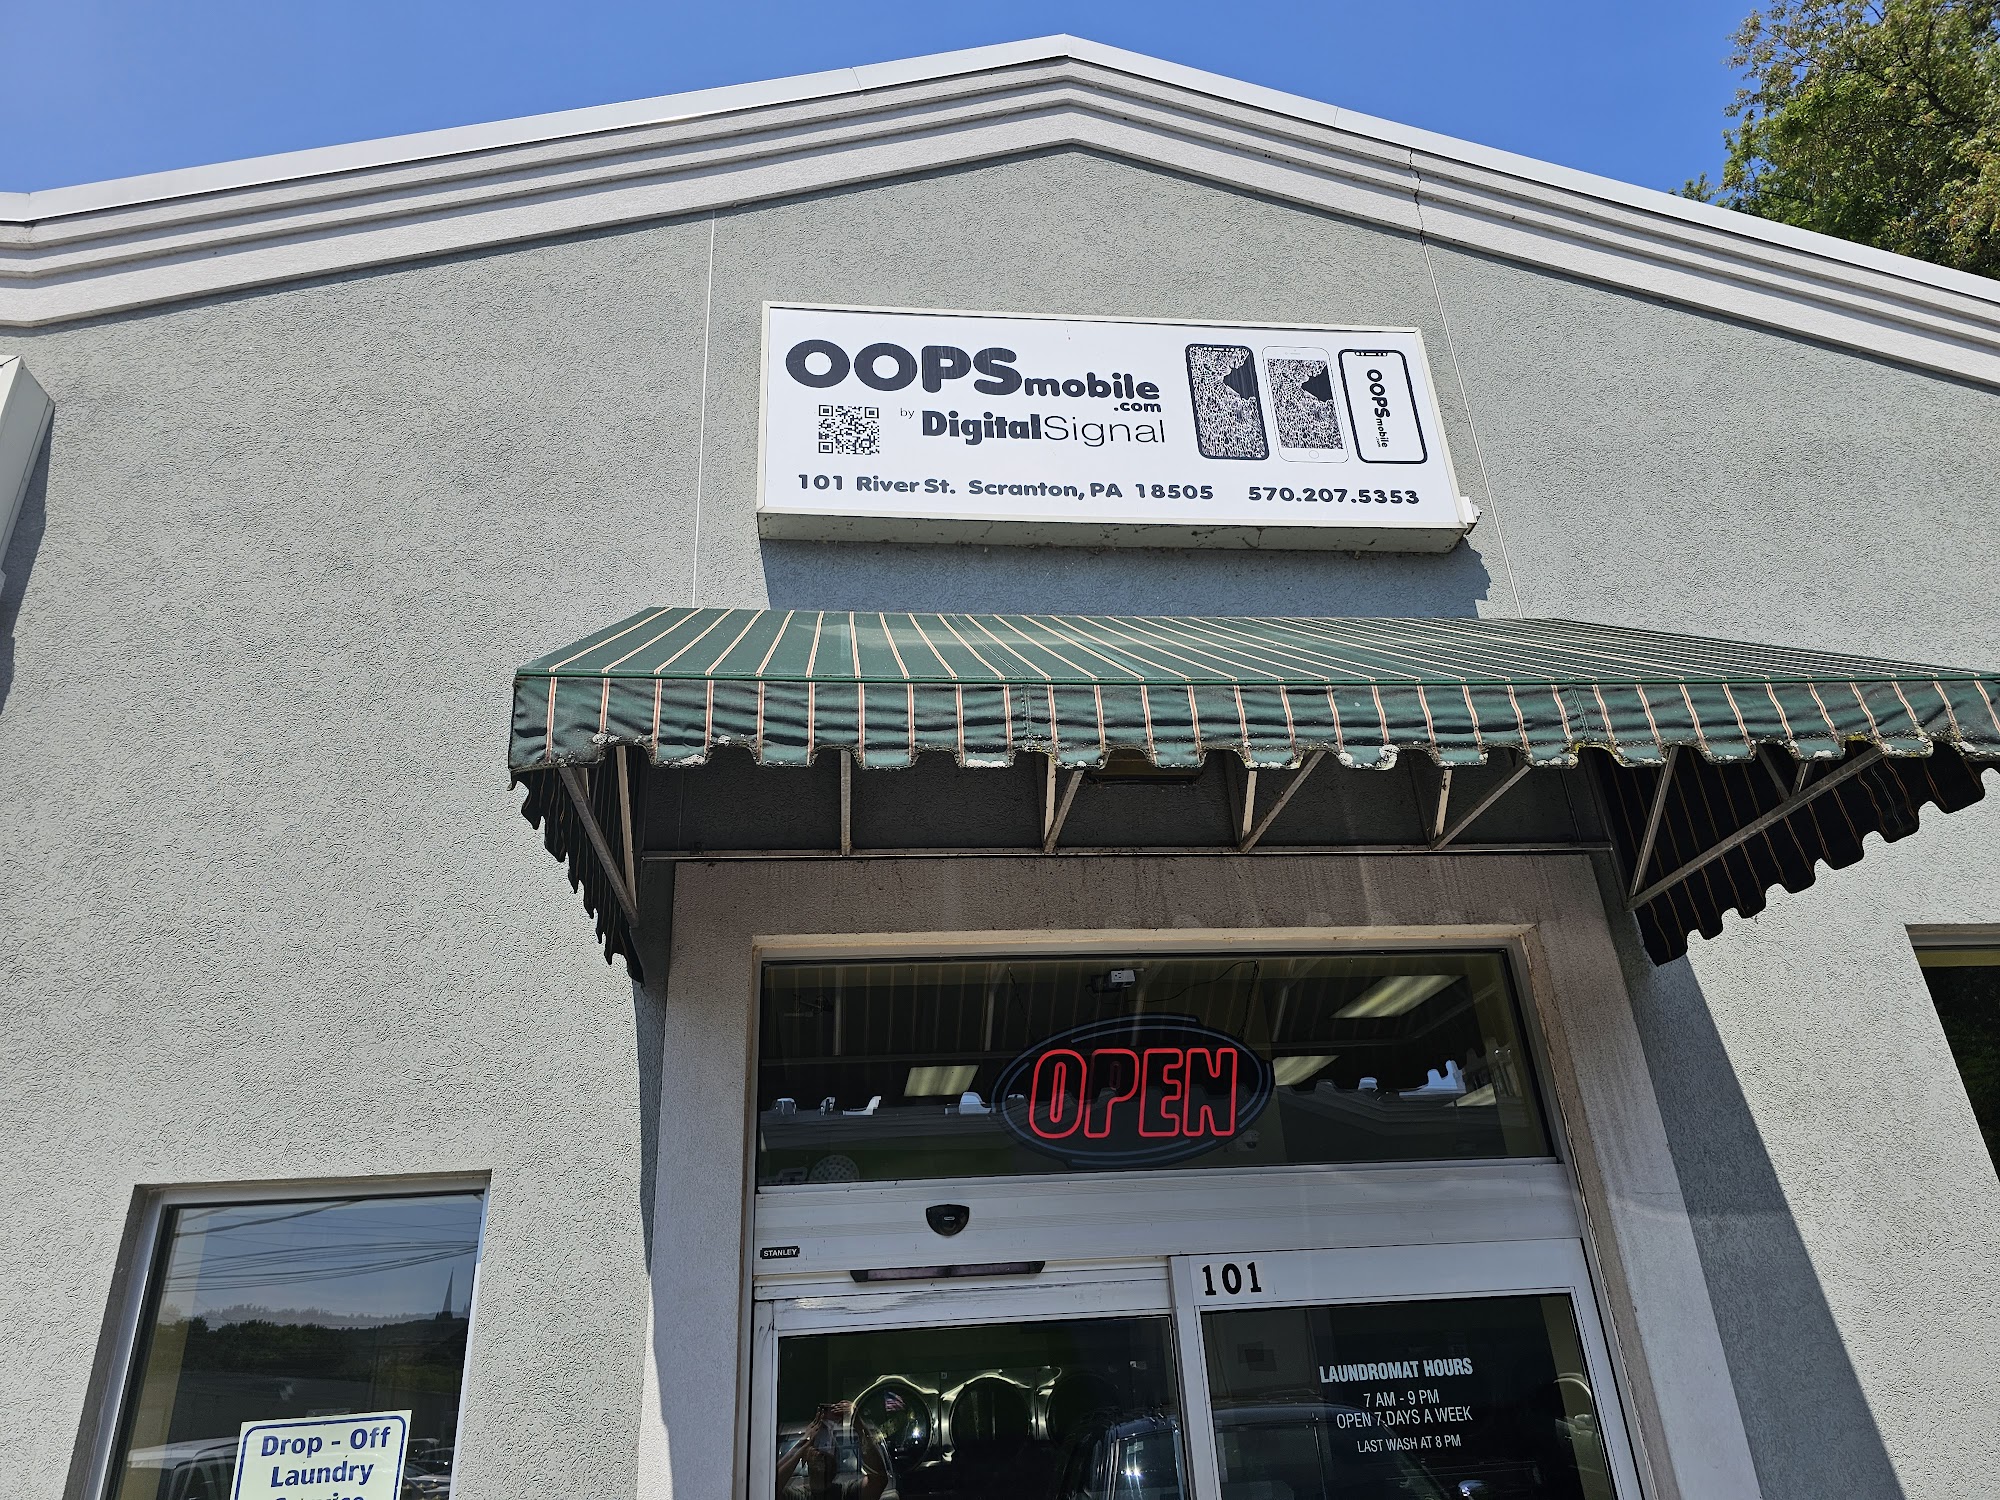 OOPSmobile
.com
by DigitalSignal
OOPSmobile
101 River St. Scranton, PA 18505 570.207.5353
OPEN
STANLEY
101
LAUNDROMAT HOURS
7 AM - 9 PM
OPEN 7 DAYS A WEEK
LAST WASH AT 8 PM
Drop - Off
Laundry